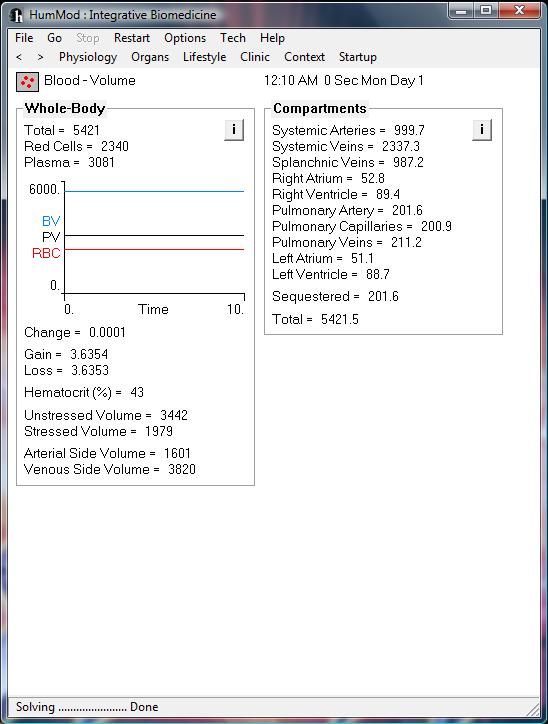 HumMod : Integrative Biomedicine
File Go Stop Restart Options Tech Help
< > Physiology Organs Lifestyle Clinic Context Startup
Blood - Volume 12:10 AM 0 Sec Mon Day 1
Whole-Body
Total = 5421
i
Red Cells = 2340
Plasma = 3081
6000.
BV
PV
RBC
0.
0. Time 10.
Change = 0.0001
Gain = 3.6354
Loss = 3.6353
Hematocrit (%) = 43
Unstressed Volume = 3442
Stressed Volume = 1979
Arterial Side Volume = 1601
Venous Side Volume = 3820
Compartments
Systemic Arteries = 999.7
i
Systemic Veins = 2337.3
Splanchnic Veins = 987.2
Right Atrium = 52.8
Right Ventricle = 89.4
Pulmonary Artery = 201.6
Pulmonary Capillaries = 200.9
Pulmonary Veins = 211.2
Left Atrium = 51.1
Left Ventricle = 88.7
Sequestered = 201.6
Total = 5421.5
Solving ....................... Done